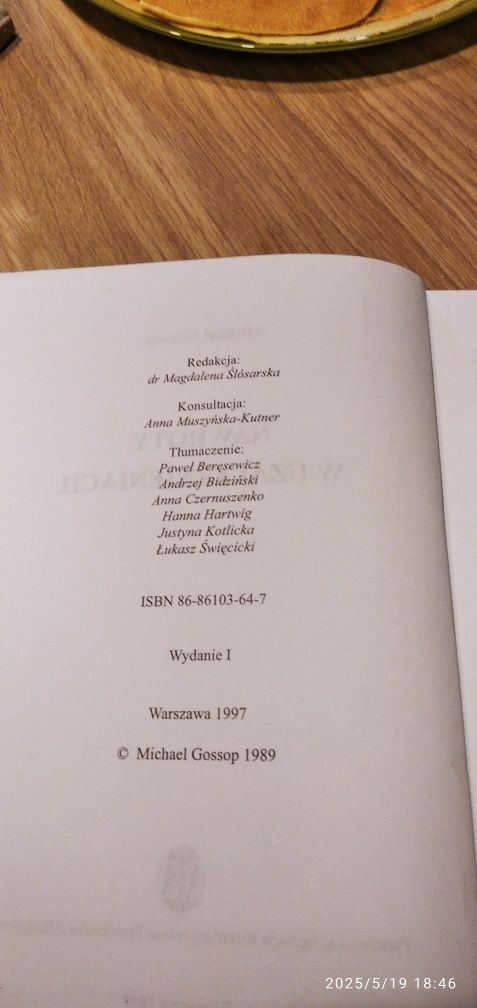 Redakcja:
dr Magdalena Ślósarska
Konsultacja:
Anna Muszyńska-Kutner
Tłumaczenie:
Paweł Beręsewicz
Andrzej Bidziński
Anna Czernuszenko
Hanna Hartwig
Justyna Kotlicka
Łukasz Święcicki
ISBN 86-86103-64-7
Wydanie I
Warszawa 1997
© Michael Gossop 1989
2025/5/19 18:46